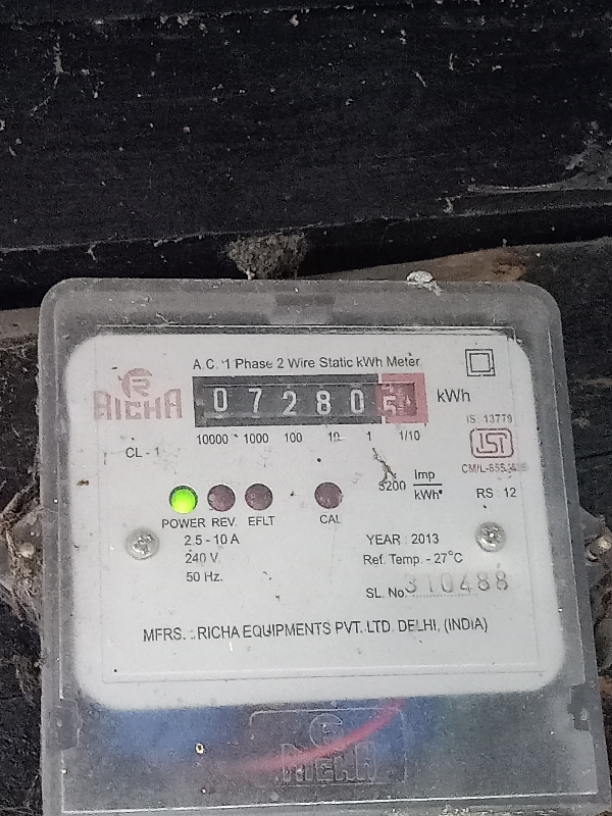 A.C. 1 Phase 2 Wire Static kWh Meter
RICHA
0 7 2 8 0 5
kWh
10000 1000 100 10 1 1/10
IS: 13779
CL - 1
ISI
3200 Imp/kWh
CM/L-
RS : 12
POWER REV. EFLT CAL
2.5 - 10 A
240 V
50 Hz.
YEAR : 2013
Ref. Temp. - 27°C
SL. No. 310488
MFRS. : RICHA EQUIPMENTS PVT. LTD. DELHI. (INDIA)
RICHA